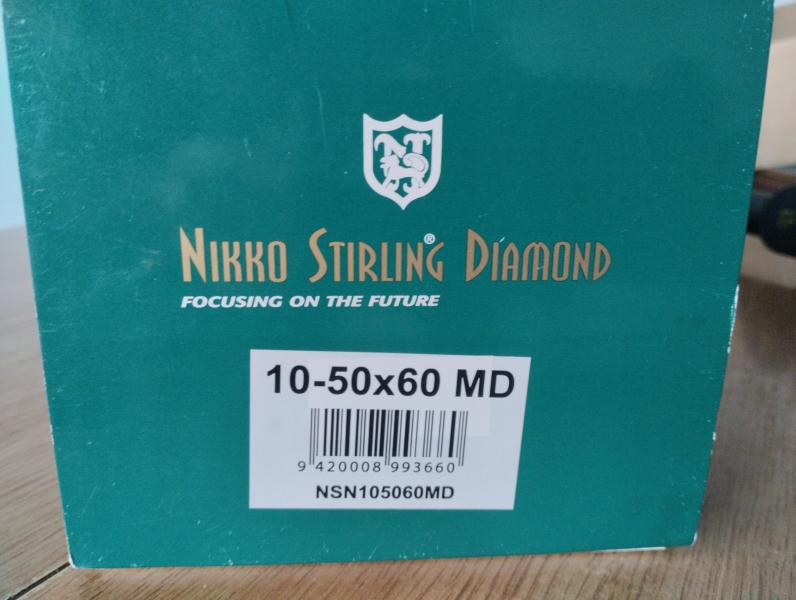 NIKKO STIRLING® DIAMOND
FOCUSING ON THE FUTURE
10-50x60 MD
9 420008 993660
NSN105060MD